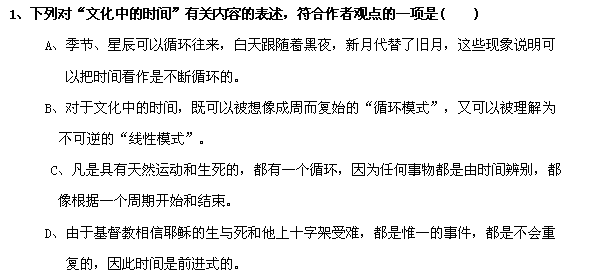 1、下列对“文化中的时间”有关内容的表述，符合作者观点的一项是(　　)
A、季节、星辰可以循环往来，白天跟随着黑夜，新月代替了旧月，这些现象说明可
以把时间看作是不断循环的。
B、对于文化中的时间，既可以被想像成周而复始的“循环模式”，又可以被理解为
不可逆的“线性模式”。
C、凡是具有天然运动和生死的，都有一个循环，因为任何事物都是由时间辨别，都
像根据一个周期开始和结束。
D、由于基督教相信耶稣的生与死和他上十字架受难，都是惟一的事件，都是不会重
复的，因此时间是前进式的。